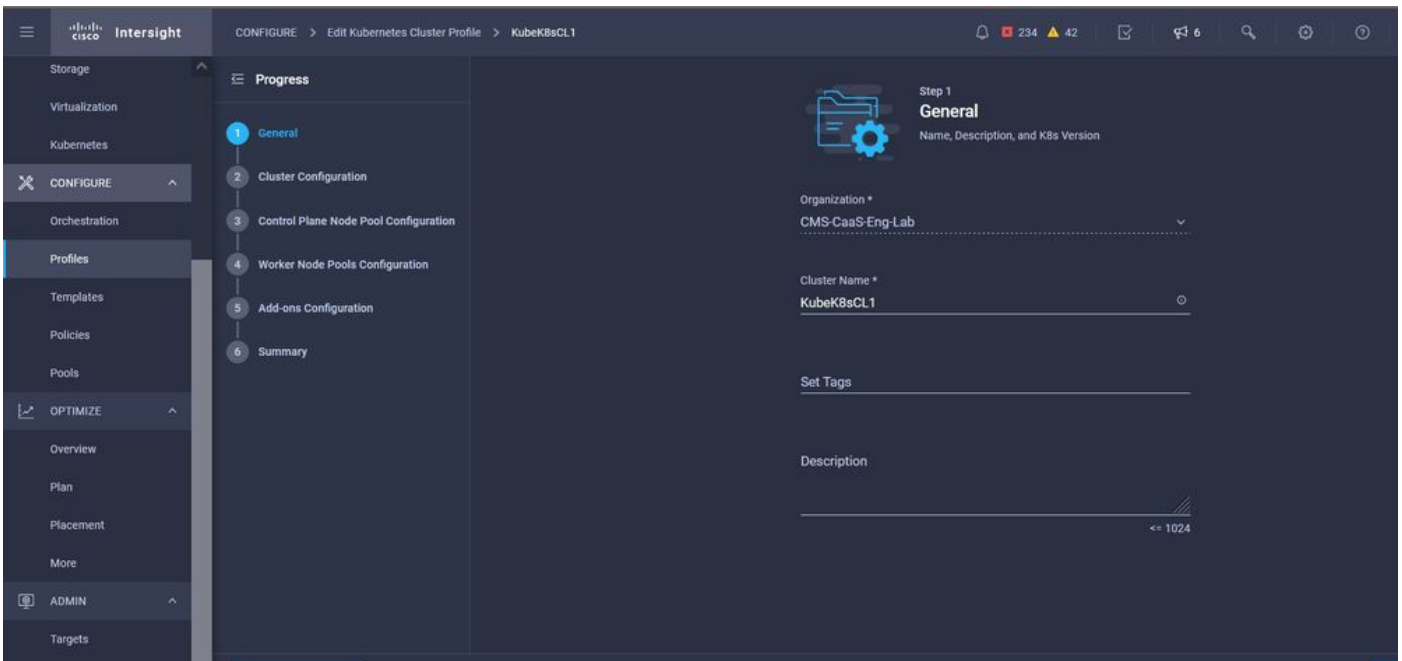 cisco Intersight
CONFIGURE > Edit Kubernetes Cluster Profile > KubeK8sCL1
234 42
6
Storage
Virtualization
Kubernetes
CONFIGURE
Orchestration
Profiles
Templates
Policies
Pools
OPTIMIZE
Overview
Plan
Placement
More
ADMIN
Targets
Progress
1 General
2 Cluster Configuration
3 Control Plane Node Pool Configuration
4 Worker Node Pools Configuration
5 Add-ons Configuration
6 Summary
Step 1
General
Name, Description, and K8s Version
Organization *
CMS-CaaS-Eng-Lab
Cluster Name *
KubeK8sCL1
Set Tags
Description
<= 1024